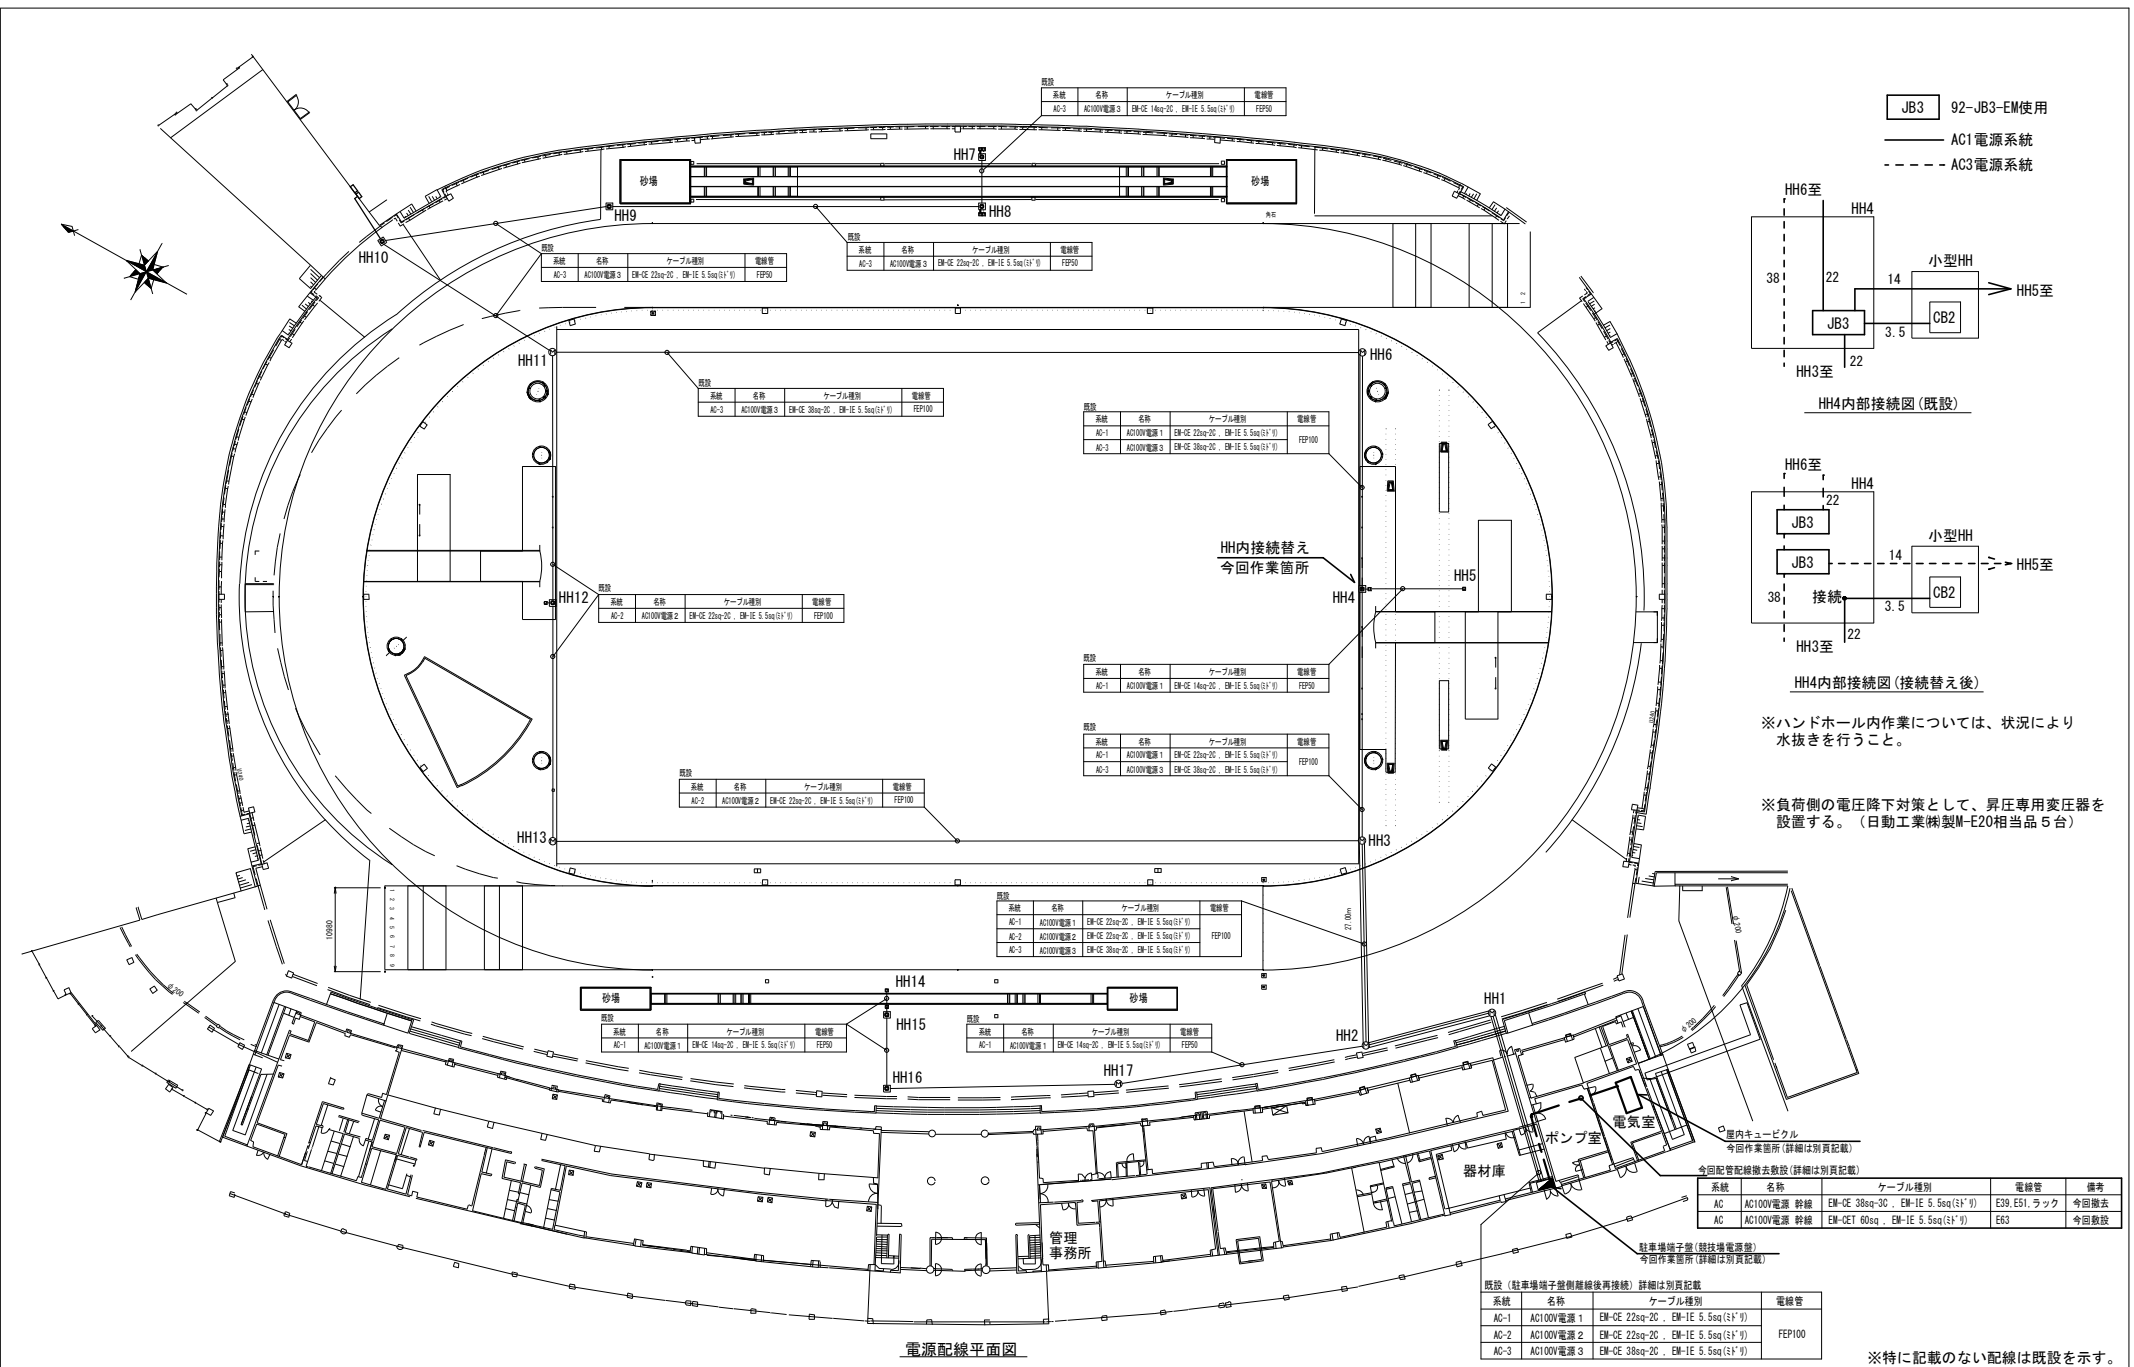 既設
系統 名称 ケーブル種別 電線管
AC-3 AC100V電源3 EM-CE 14sq-2C , EM-IE 5.5sq(ﾐﾄﾞﾘ) FEP50
JB3 92-JB3-EM使用
AC1電源系統
AC3電源系統
HH7
砂場
砂場
HH8
HH9
角石
HH10
既設
系統 名称 ケーブル種別 電線管
AC-3 AC100V電源3 EM-CE 22sq-2C , EM-IE 5.5sq(ﾐﾄﾞﾘ) FEP50
既設
系統 名称 ケーブル種別 電線管
AC-3 AC100V電源3 EM-CE 22sq-2C , EM-IE 5.5sq(ﾐﾄﾞﾘ) FEP50
1 2
HH6至
HH4
小型HH
38
22
14
HH5至
JB3
CB2
3.5
22
HH3至
HH4内部接続図(既設)
HH11
HH6
既設
系統 名称 ケーブル種別 電線管
AC-3 AC100V電源3 EM-CE 38sq-2C , EM-IE 5.5sq(ﾐﾄﾞﾘ) FEP100
既設
系統 名称 ケーブル種別 電線管
AC-1 AC100V電源1 EM-CE 22sq-2C , EM-IE 5.5sq(ﾐﾄﾞﾘ) FEP100
AC-3 AC100V電源3 EM-CE 38sq-2C , EM-IE 5.5sq(ﾐﾄﾞﾘ)
HH6至
HH4
22
JB3
小型HH
JB3
14
HH5至
38
接続
CB2
3.5
22
HH3至
HH4内部接続図(接続替え後)
HH内接続替え
今回作業箇所
HH5
HH4
HH12
既設
系統 名称 ケーブル種別 電線管
AC-2 AC100V電源2 EM-CE 22sq-2C , EM-IE 5.5sq(ﾐﾄﾞﾘ) FEP100
既設
系統 名称 ケーブル種別 電線管
AC-1 AC100V電源1 EM-CE 14sq-2C , EM-IE 5.5sq(ﾐﾄﾞﾘ) FEP50
※ハンドホール内作業については、状況により
水抜きを行うこと。
既設
系統 名称 ケーブル種別 電線管
AC-1 AC100V電源1 EM-CE 22sq-2C , EM-IE 5.5sq(ﾐﾄﾞﾘ) FEP100
AC-3 AC100V電源3 EM-CE 38sq-2C , EM-IE 5.5sq(ﾐﾄﾞﾘ)
既設
系統 名称 ケーブル種別 電線管
AC-2 AC100V電源2 EM-CE 22sq-2C , EM-IE 5.5sq(ﾐﾄﾞﾘ) FEP100
※負荷側の電圧降下対策として、昇圧専用変圧器を
設置する。（日動工業㈱製M-E20相当品５台）
HH13
HH3
1 2 3 4 5 6 7 8 9
10980
既設
系統 名称 ケーブル種別 電線管
AC-1 AC100V電源1 EM-CE 22sq-2C , EM-IE 5.5sq(ﾐﾄﾞﾘ) FEP100
AC-2 AC100V電源2 EM-CE 22sq-2C , EM-IE 5.5sq(ﾐﾄﾞﾘ)
AC-3 AC100V電源3 EM-CE 38sq-2C , EM-IE 5.5sq(ﾐﾄﾞﾘ)
27.00m
φ200
φ200
φ200
HH14
砂場
砂場
HH15
HH1
HH2
既設
系統 名称 ケーブル種別 電線管
AC-1 AC100V電源1 EM-CE 14sq-2C , EM-IE 5.5sq(ﾐﾄﾞﾘ) FEP50
既設
系統 名称 ケーブル種別 電線管
AC-1 AC100V電源1 EM-CE 14sq-2C , EM-IE 5.5sq(ﾐﾄﾞﾘ) FEP50
HH16
HH17
電気室
ポンプ室
器材庫
管理
事務所
屋内キュービクル
今回作業箇所(詳細は別頁記載)
今回配管配線撤去敷設(詳細は別頁記載)
系統 名称 ケーブル種別 電線管 備考
AC AC100V電源 幹線 EM-CE 38sq-3C , EM-IE 5.5sq(ﾐﾄﾞﾘ) E39,E51,ラック 今回撤去
AC AC100V電源 幹線 EM-CET 60sq , EM-IE 5.5sq(ﾐﾄﾞﾘ) E63 今回敷設
駐車場端子盤(競技場電源盤)
今回作業箇所(詳細は別頁記載)
既設（駐車場端子盤側離線後再接続）詳細は別頁記載
系統 名称 ケーブル種別 電線管
AC-1 AC100V電源1 EM-CE 22sq-2C , EM-IE 5.5sq(ﾐﾄﾞﾘ) FEP100
AC-2 AC100V電源2 EM-CE 22sq-2C , EM-IE 5.5sq(ﾐﾄﾞﾘ)
AC-3 AC100V電源3 EM-CE 38sq-2C , EM-IE 5.5sq(ﾐﾄﾞﾘ)
電源配線平面図
※特に記載のない配線は既設を示す。